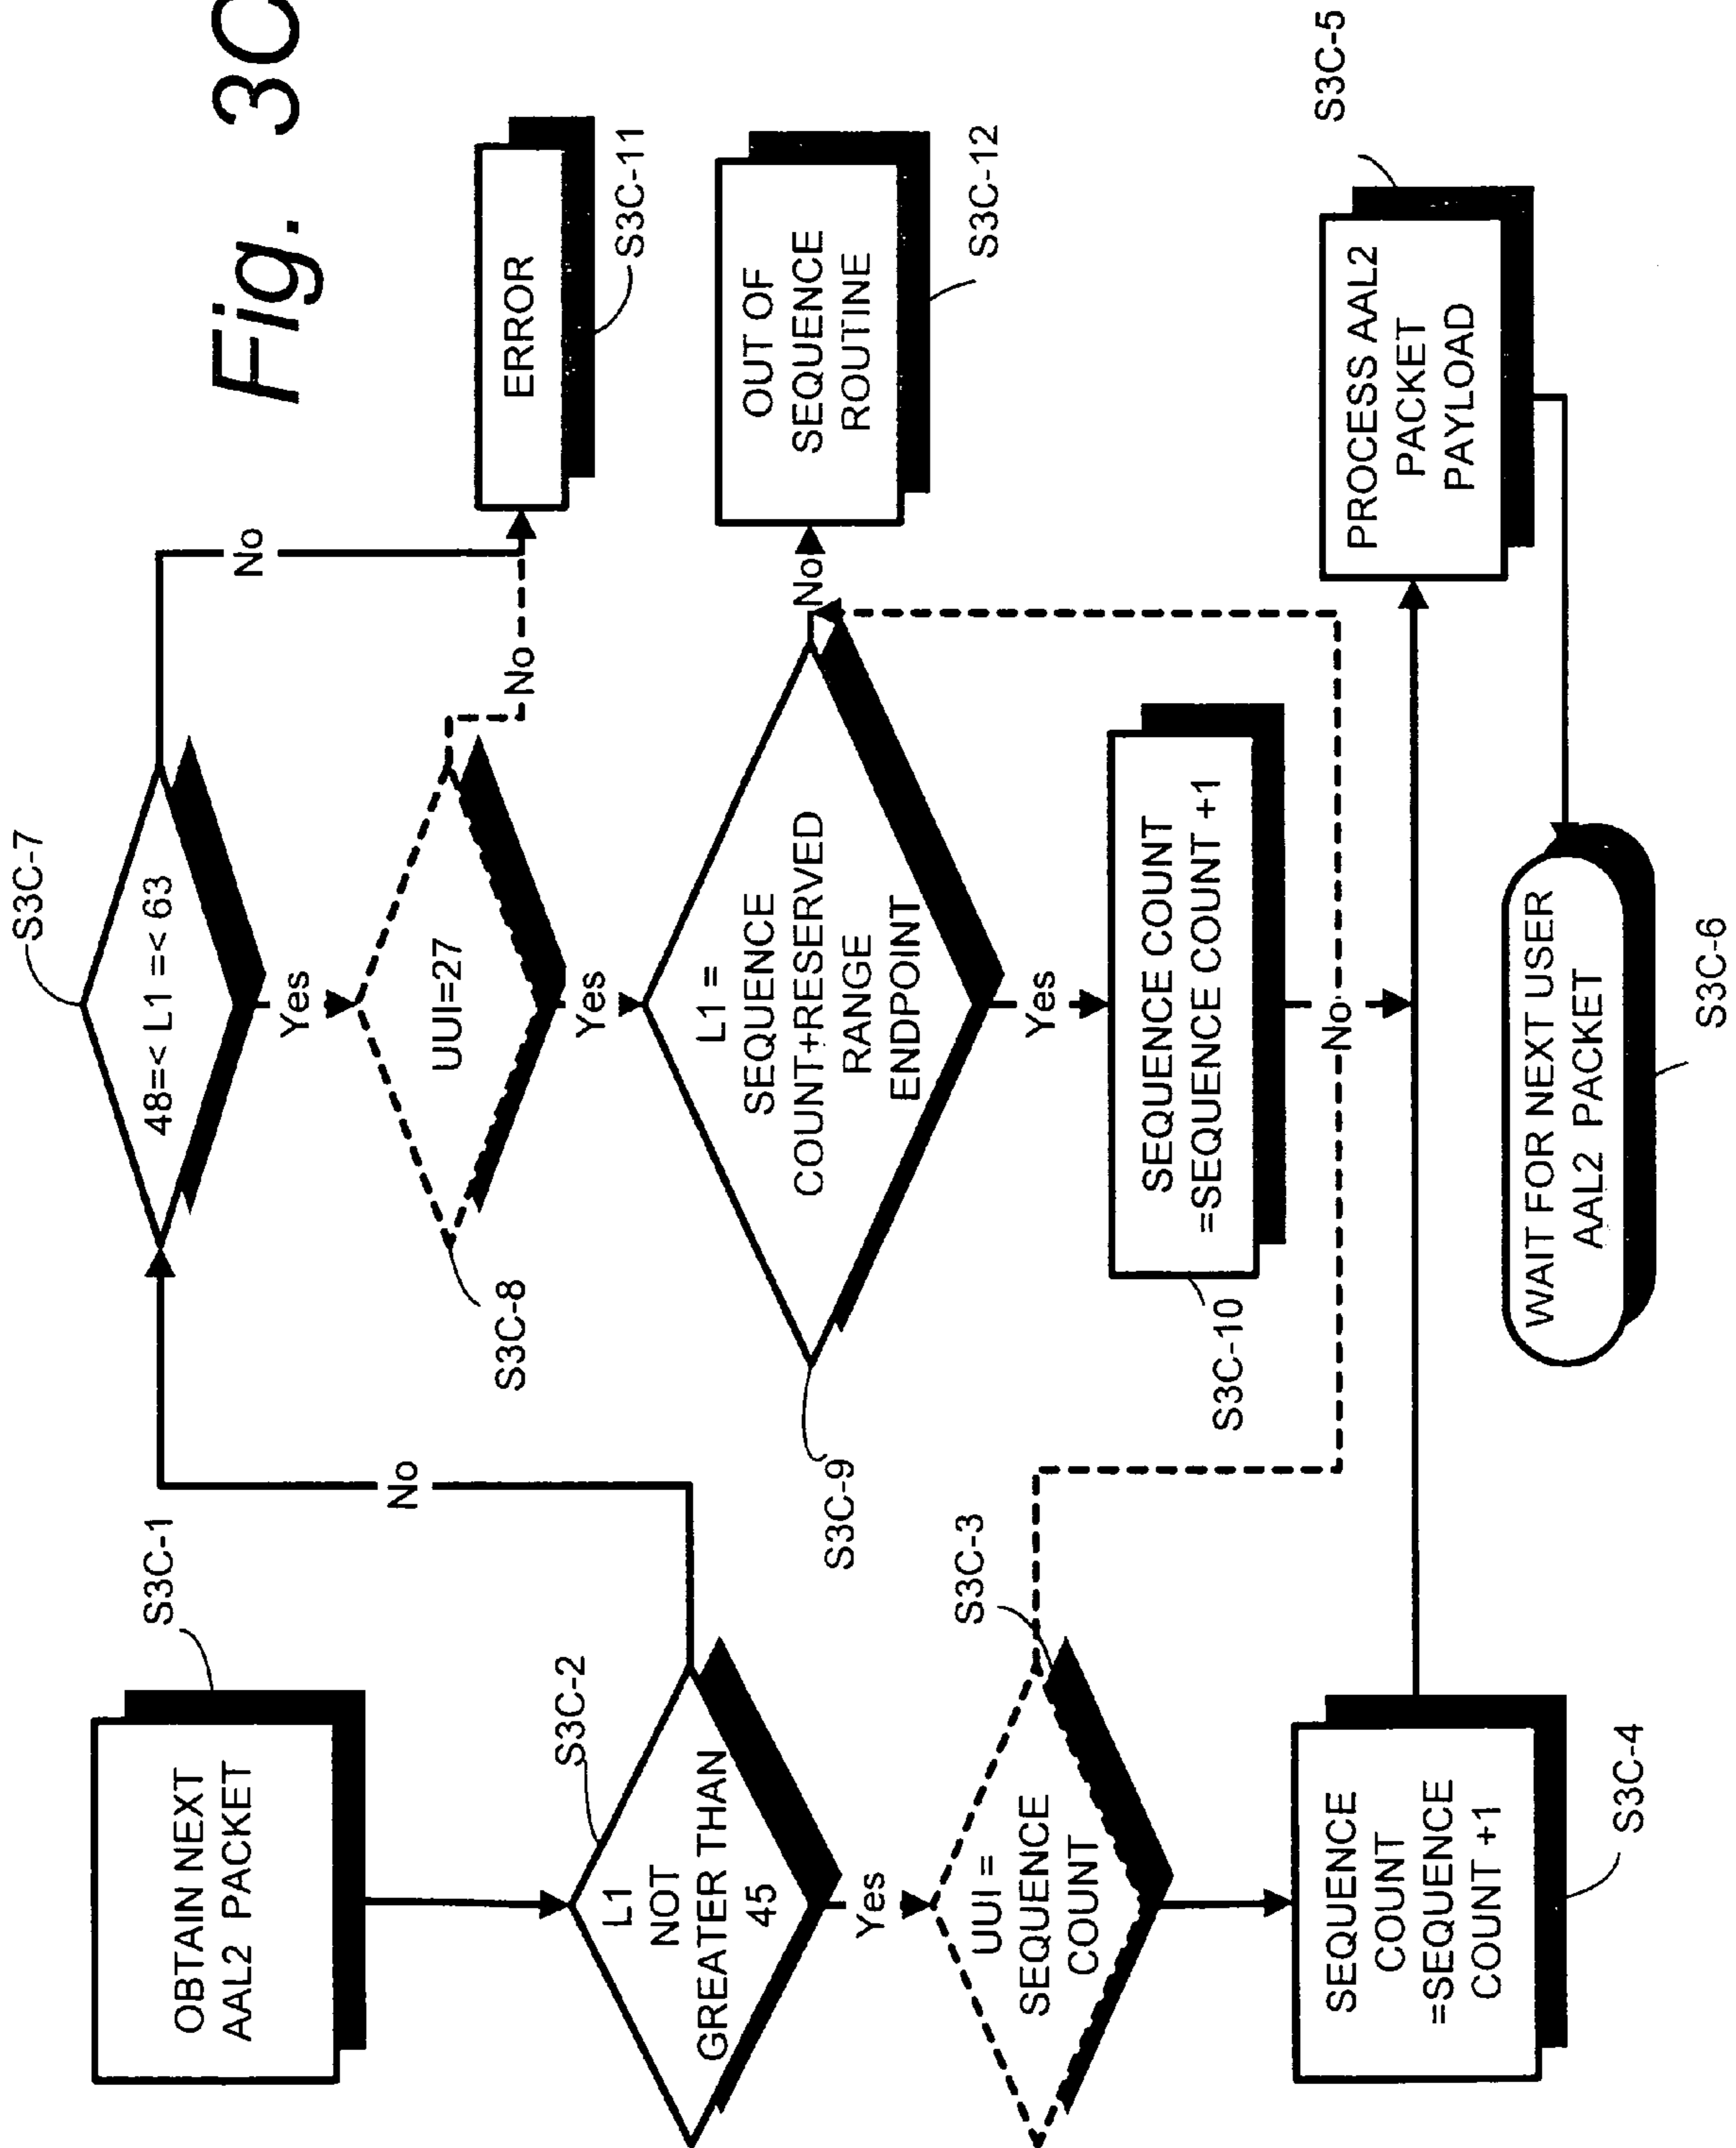 Fig. 3C
S3C-1
OBTAIN NEXT
AAL2 PACKET
S3C-2
L1
NOT
GREATER THAN
45
No
Yes
S3C-3
UUI =
SEQUENCE
COUNT
SEQUENCE
COUNT
=SEQUENCE
COUNT +1
S3C-4
S3C-7
48=< L1 =< 63
No
Yes
S3C-8
UUI=27
No
Yes
S3C-9
L1 =
SEQUENCE
COUNT+RESERVED
RANGE
ENDPOINT
No
Yes
SEQUENCE COUNT
=SEQUENCE COUNT +1
S3C-10
No
ERROR
S3C-11
OUT OF
SEQUENCE
ROUTINE
S3C-12
S3C-5
PROCESS AAL2
PACKET
PAYLOAD
WAIT FOR NEXT USER
AAL2 PACKET
S3C-6